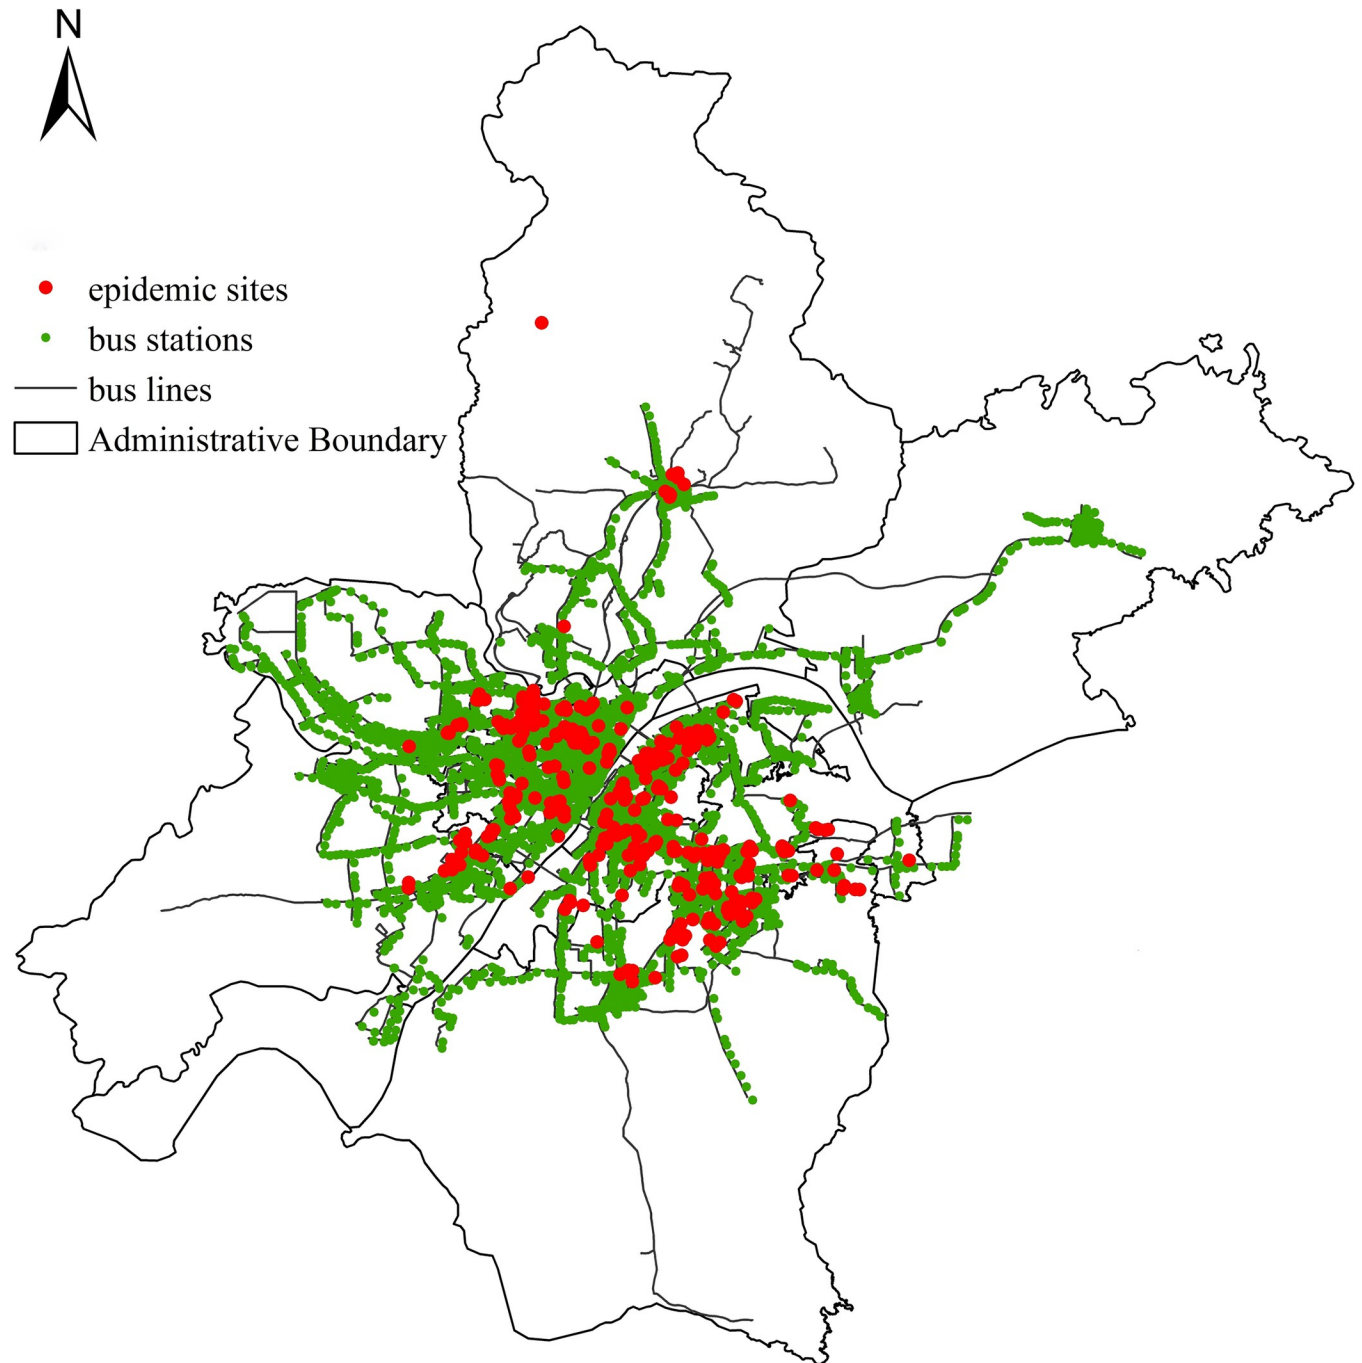 N
epidemic sites
bus stations
bus lines
Administrative Boundary